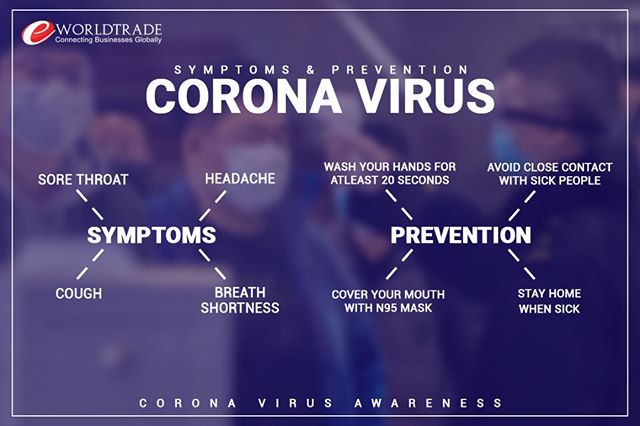 eWORLDTRADE
Connecting Businesses Globally
SYMPTOMS & PREVENTION
CORONA VIRUS
SORE THROAT
HEADACHE
SYMPTOMS
COUGH
BREATH
SHORTNESS
WASH YOUR HANDS FOR
ATLEAST 20 SECONDS
AVOID CLOSE CONTACT
WITH SICK PEOPLE
PREVENTION
COVER YOUR MOUTH
WITH N95 MASK
STAY HOME
WHEN SICK
CORONA VIRUS AWARENESS